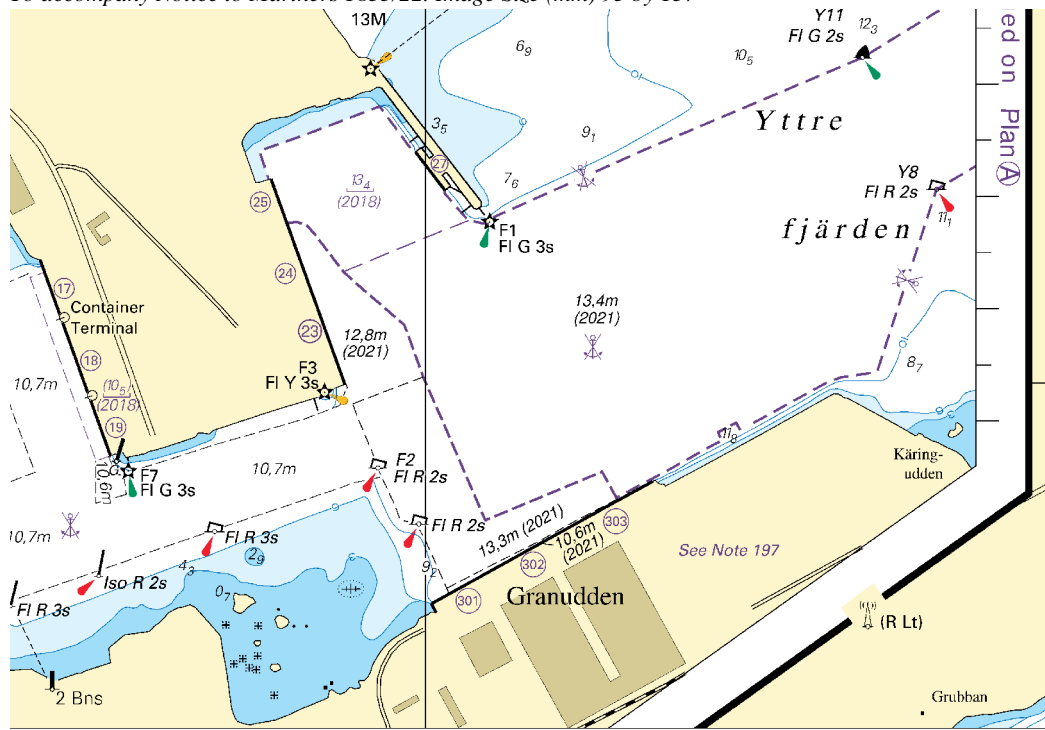 13M
Y11
Fl G 2s
12₃
6₉
10₅
ned on Plan A
3₅
9₁
Yttre
27
7₆
Y8
Fl R 2s
13₄
(2018)
25
F1
Fl G 3s
11₁
fjärden
24
17
Container
Terminal
13,4m
(2021)
23
12,8m
(2021)
18
F3
Fl Y 3s
8₇
10,7m
(10₅)
(2018)
19
11₈
Käring-
udden
10,6m
F7
Fl G 3s
10,7m
F2
Fl R 2s
10,7m
Fl R 3s
Fl R 2s
13,3m (2021)
10,6m
(2021)
303
See Note 197
4₃
2₉
9₂
302
Iso R 2s
0₇
Fl R 3s
301
Granudden
(R Lt)
2 Bns
Grubban